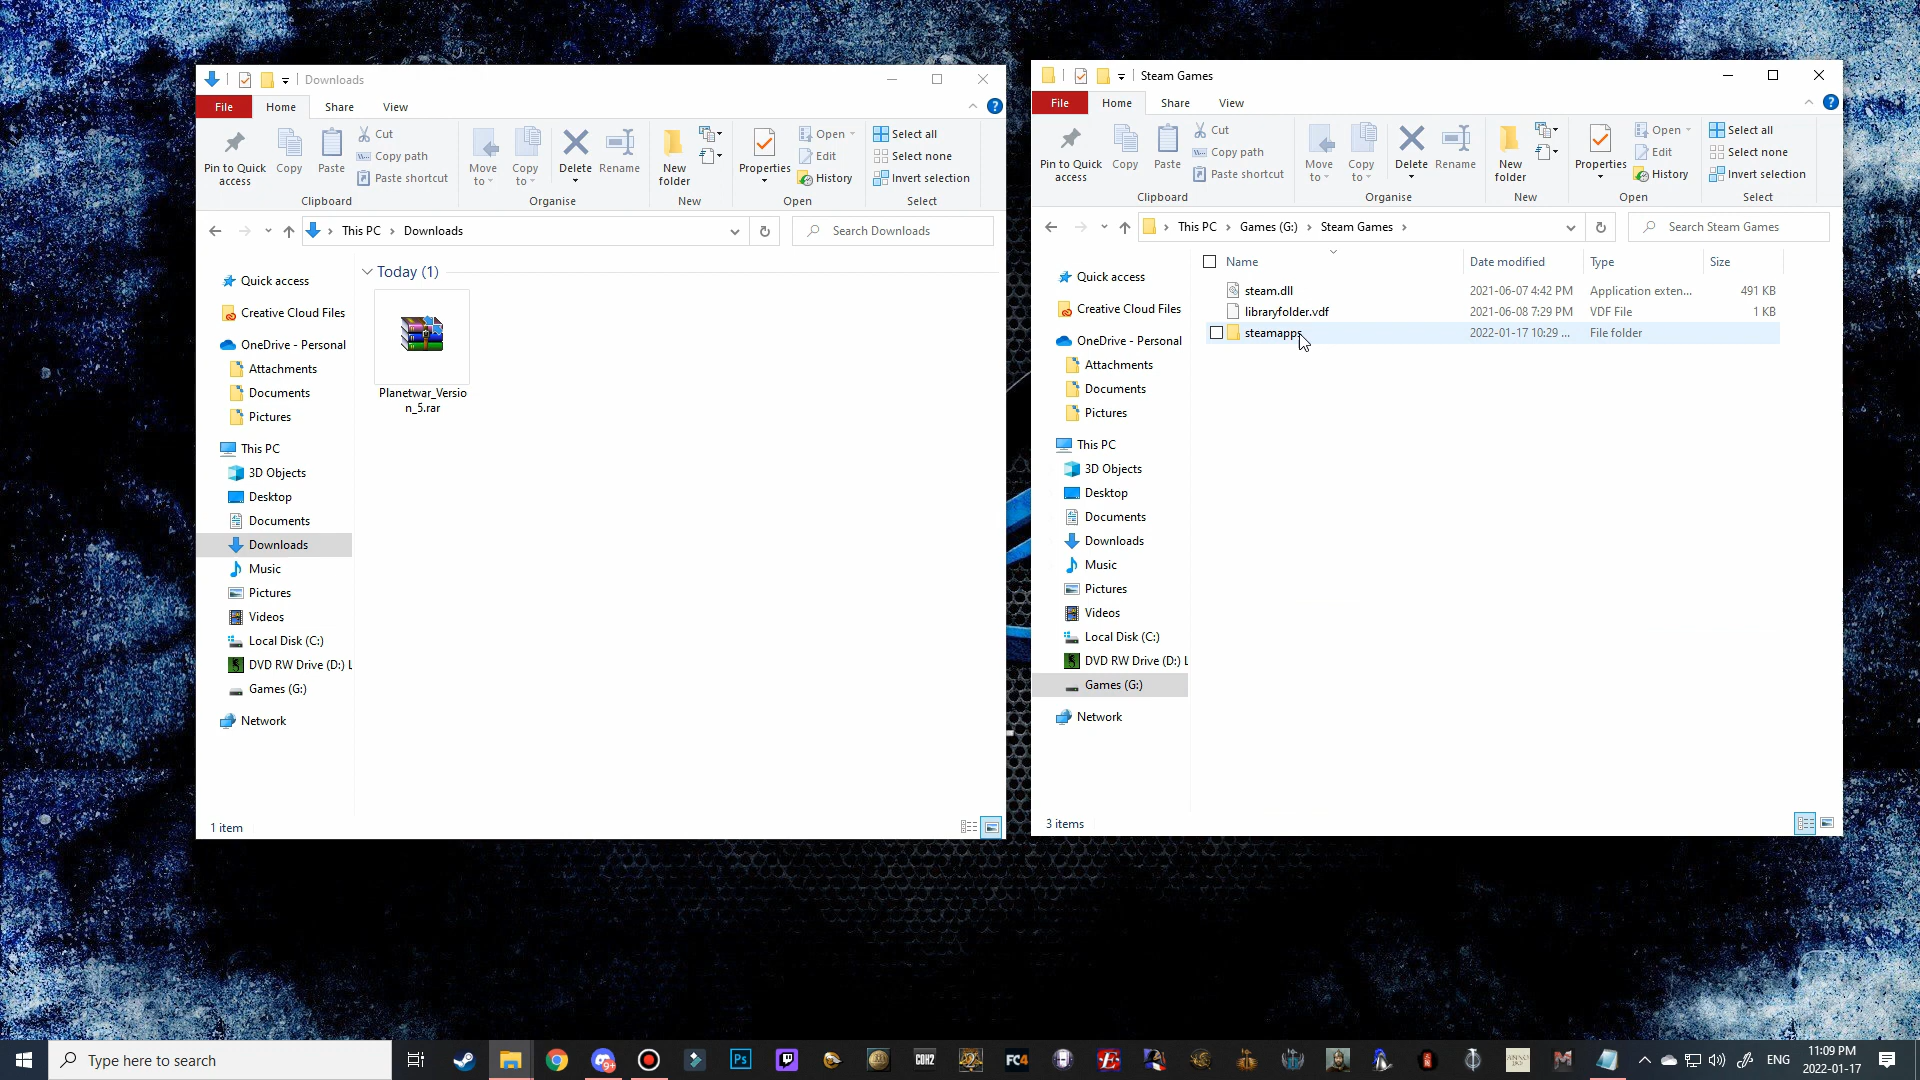 Downloads
File Home Share View
Pin to Quick access
Copy
Paste
Cut
Copy path
Paste shortcut
Clipboard
Move to
Copy to
Delete
Rename
Organise
New folder
New
Properties
Open
Edit
History
Open
Select all
Select none
Invert selection
Select
This PC > Downloads
Search Downloads
Quick access
Creative Cloud Files
OneDrive - Personal
Attachments
Documents
Pictures
This PC
3D Objects
Desktop
Documents
Downloads
Music
Pictures
Videos
Local Disk (C:)
DVD RW Drive (D:) L
Games (G:)
Network
Today (1)
Planetwar_Versio
n_5.rar
1 item
Steam Games
File Home Share View
Pin to Quick access
Copy
Paste
Cut
Copy path
Paste shortcut
Clipboard
Move to
Copy to
Delete
Rename
Organise
New folder
New
Properties
Open
Edit
History
Open
Select all
Select none
Invert selection
Select
This PC > Games (G:) > Steam Games >
Search Steam Games
Quick access
Creative Cloud Files
OneDrive - Personal
Attachments
Documents
Pictures
This PC
3D Objects
Desktop
Documents
Downloads
Music
Pictures
Videos
Local Disk (C:)
DVD RW Drive (D:) L
Games (G:)
Network
Name Date modified Type Size
steam.dll 2021-06-07 4:42 PM Application exten... 491 KB
libraryfolder.vdf 2021-06-08 7:29 PM VDF File 1 KB
steamapps 2022-01-17 10:29 ... File folder
3 items
Type here to search
9+
Ps
COH2
FC4
ANNO
ENG
11:09 PM
2022-01-17